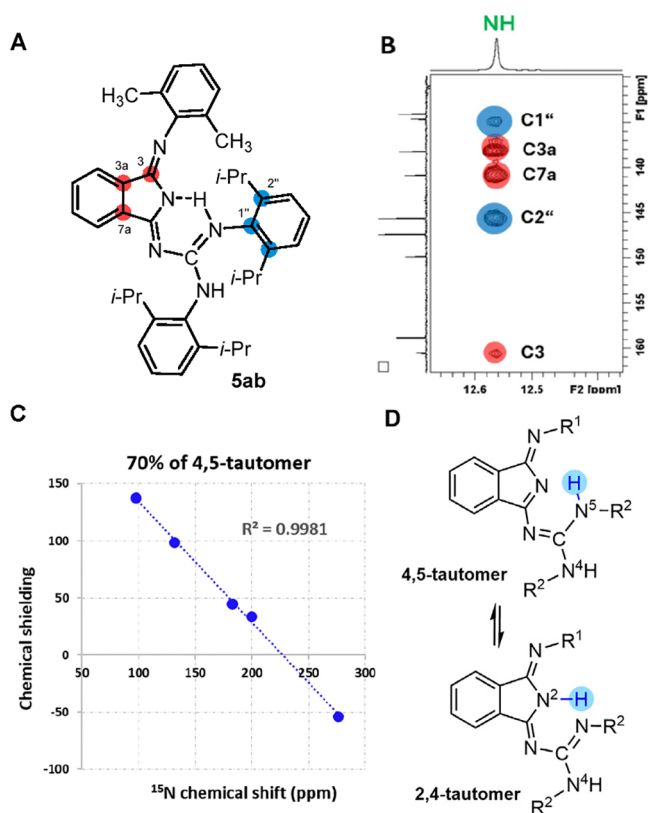 A
H3C
CH3
N
3
3a
N
H
i-Pr
2"
1"
N
7a
N
C
NH
i-Pr
i-Pr
i-Pr
5ab
B
NH
C1"
C3a
C7a
C2"
C3
140
145
150
155
160
F1 [ppm]
12.6
12.5
F2 [ppm]
C
70% of 4,5-tautomer
R² = 0.9981
150
100
50
0
-50
-100
50
100
150
200
250
300
Chemical shielding
¹⁵N chemical shift (ppm)
D
N
R¹
N
H
N⁵
R²
N
C
N⁴H
R²
4,5-tautomer
N
R¹
N²
H
N
R²
N
C
N⁴H
R²
2,4-tautomer